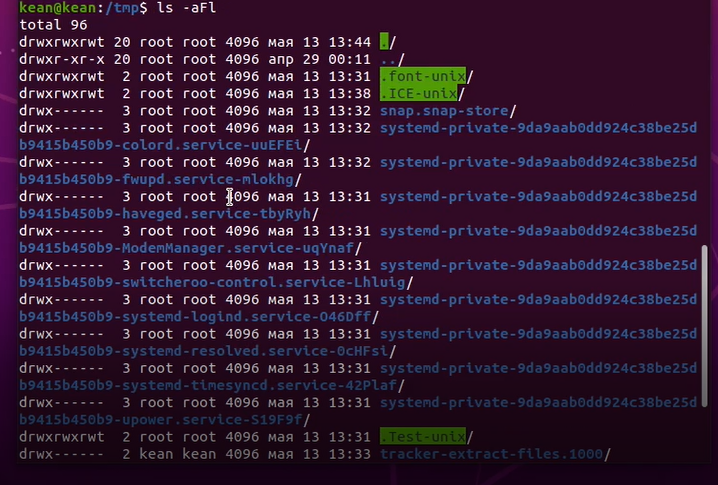 kean@kean:/tmp$ ls -aFl
total 96
drwxrwxrwt 20 root root 4096 мая 13 13:44 ./
drwxr-xr-x 20 root root 4096 апр 29 00:11 ../
drwxrwxrwt  2 root root 4096 мая 13 13:31 .font-unix/
drwxrwxrwt  2 root root 4096 мая 13 13:38 .ICE-unix/
drwx------  3 root root 4096 мая 13 13:32 snap.snap-store/
drwx------  3 root root 4096 мая 13 13:32 systemd-private-9da9aab0dd924c38be25d
b9415b450b9-colord.service-uuEFEi/
drwx------  3 root root 4096 мая 13 13:32 systemd-private-9da9aab0dd924c38be25d
b9415b450b9-fwupd.service-mlokhg/
drwx------  3 root root 4096 мая 13 13:31 systemd-private-9da9aab0dd924c38be25d
b9415b450b9-haveged.service-tbyRyh/
drwx------  3 root root 4096 мая 13 13:31 systemd-private-9da9aab0dd924c38be25d
b9415b450b9-ModemManager.service-uqYnaf/
drwx------  3 root root 4096 мая 13 13:31 systemd-private-9da9aab0dd924c38be25d
b9415b450b9-switcheroo-control.service-Lhluig/
drwx------  3 root root 4096 мая 13 13:31 systemd-private-9da9aab0dd924c38be25d
b9415b450b9-systemd-logind.service-O46Dff/
drwx------  3 root root 4096 мая 13 13:31 systemd-private-9da9aab0dd924c38be25d
b9415b450b9-systemd-resolved.service-0cHFsi/
drwx------  3 root root 4096 мая 13 13:31 systemd-private-9da9aab0dd924c38be25d
b9415b450b9-systemd-timesyncd.service-42Plaf/
drwx------  3 root root 4096 мая 13 13:31 systemd-private-9da9aab0dd924c38be25d
b9415b450b9-upower.service-S19F9f/
drwxrwxrwt  2 root root 4096 мая 13 13:31 .Test-unix/
drwx------  2 kean kean 4096 мая 13 13:33 tracker-extract-files.1000/